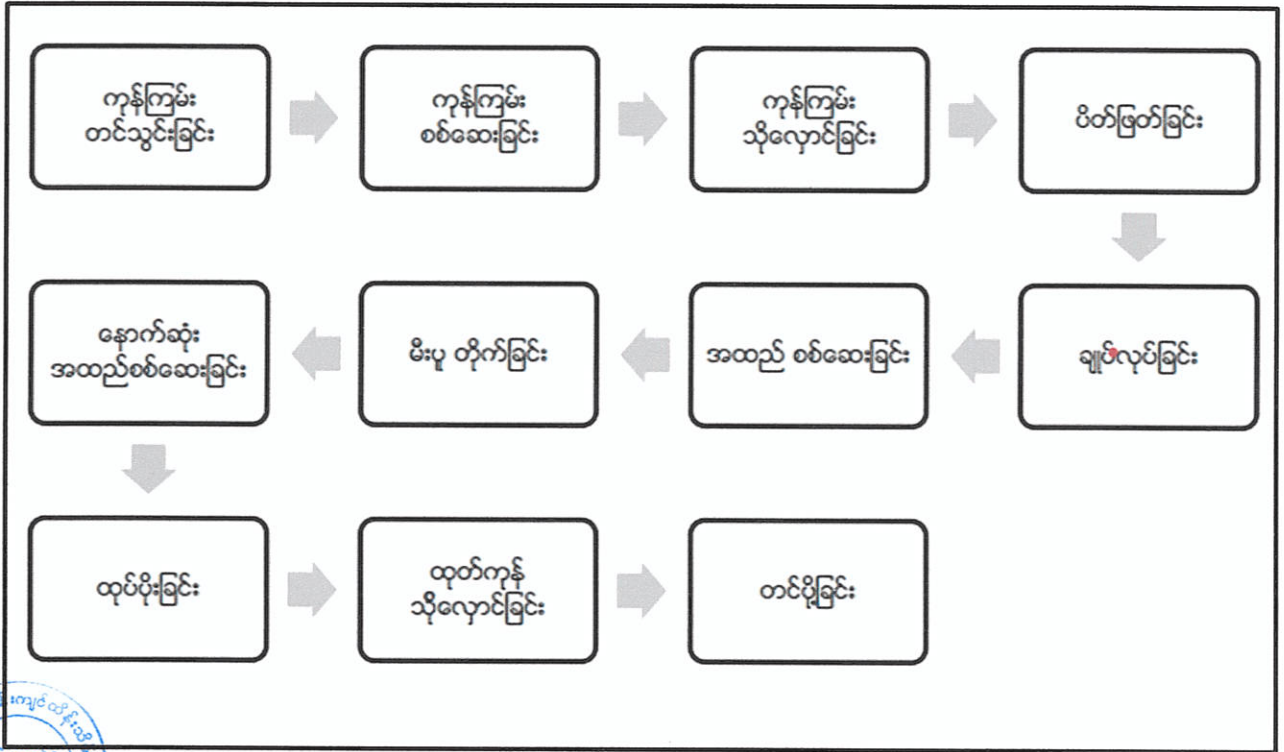 ကုန်ကြမ်း
တင်သွင်းခြင်း
ကုန်ကြမ်း
စစ်ဆေးခြင်း
ကုန်ကြမ်း
သိုလှောင်ခြင်း
ပိတ်ဖြတ်ခြင်း
ချုပ်လုပ်ခြင်း
အထည် စစ်ဆေးခြင်း
မီးပူ တိုက်ခြင်း
နောက်ဆုံး
အထည်စစ်ဆေးခြင်း
ထုပ်ပိုးခြင်း
ထုတ်ကုန်
သိုလှောင်ခြင်း
တင်ပို့ခြင်း